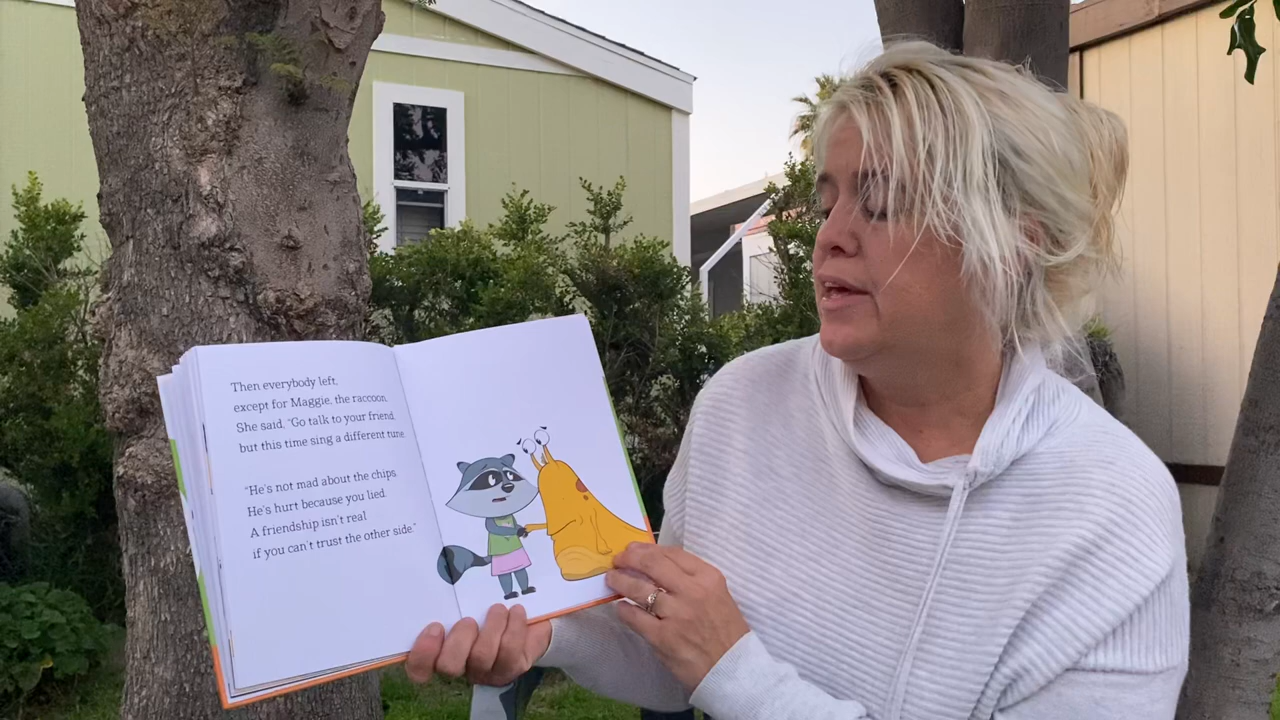 Then everybody left,
except for Maggie, the raccoon.
She said, "Go talk to your friend,
but this time sing a different tune.
"He's not mad about the chips.
He's hurt because you lied.
A friendship isn't real
if you can't trust the other side."